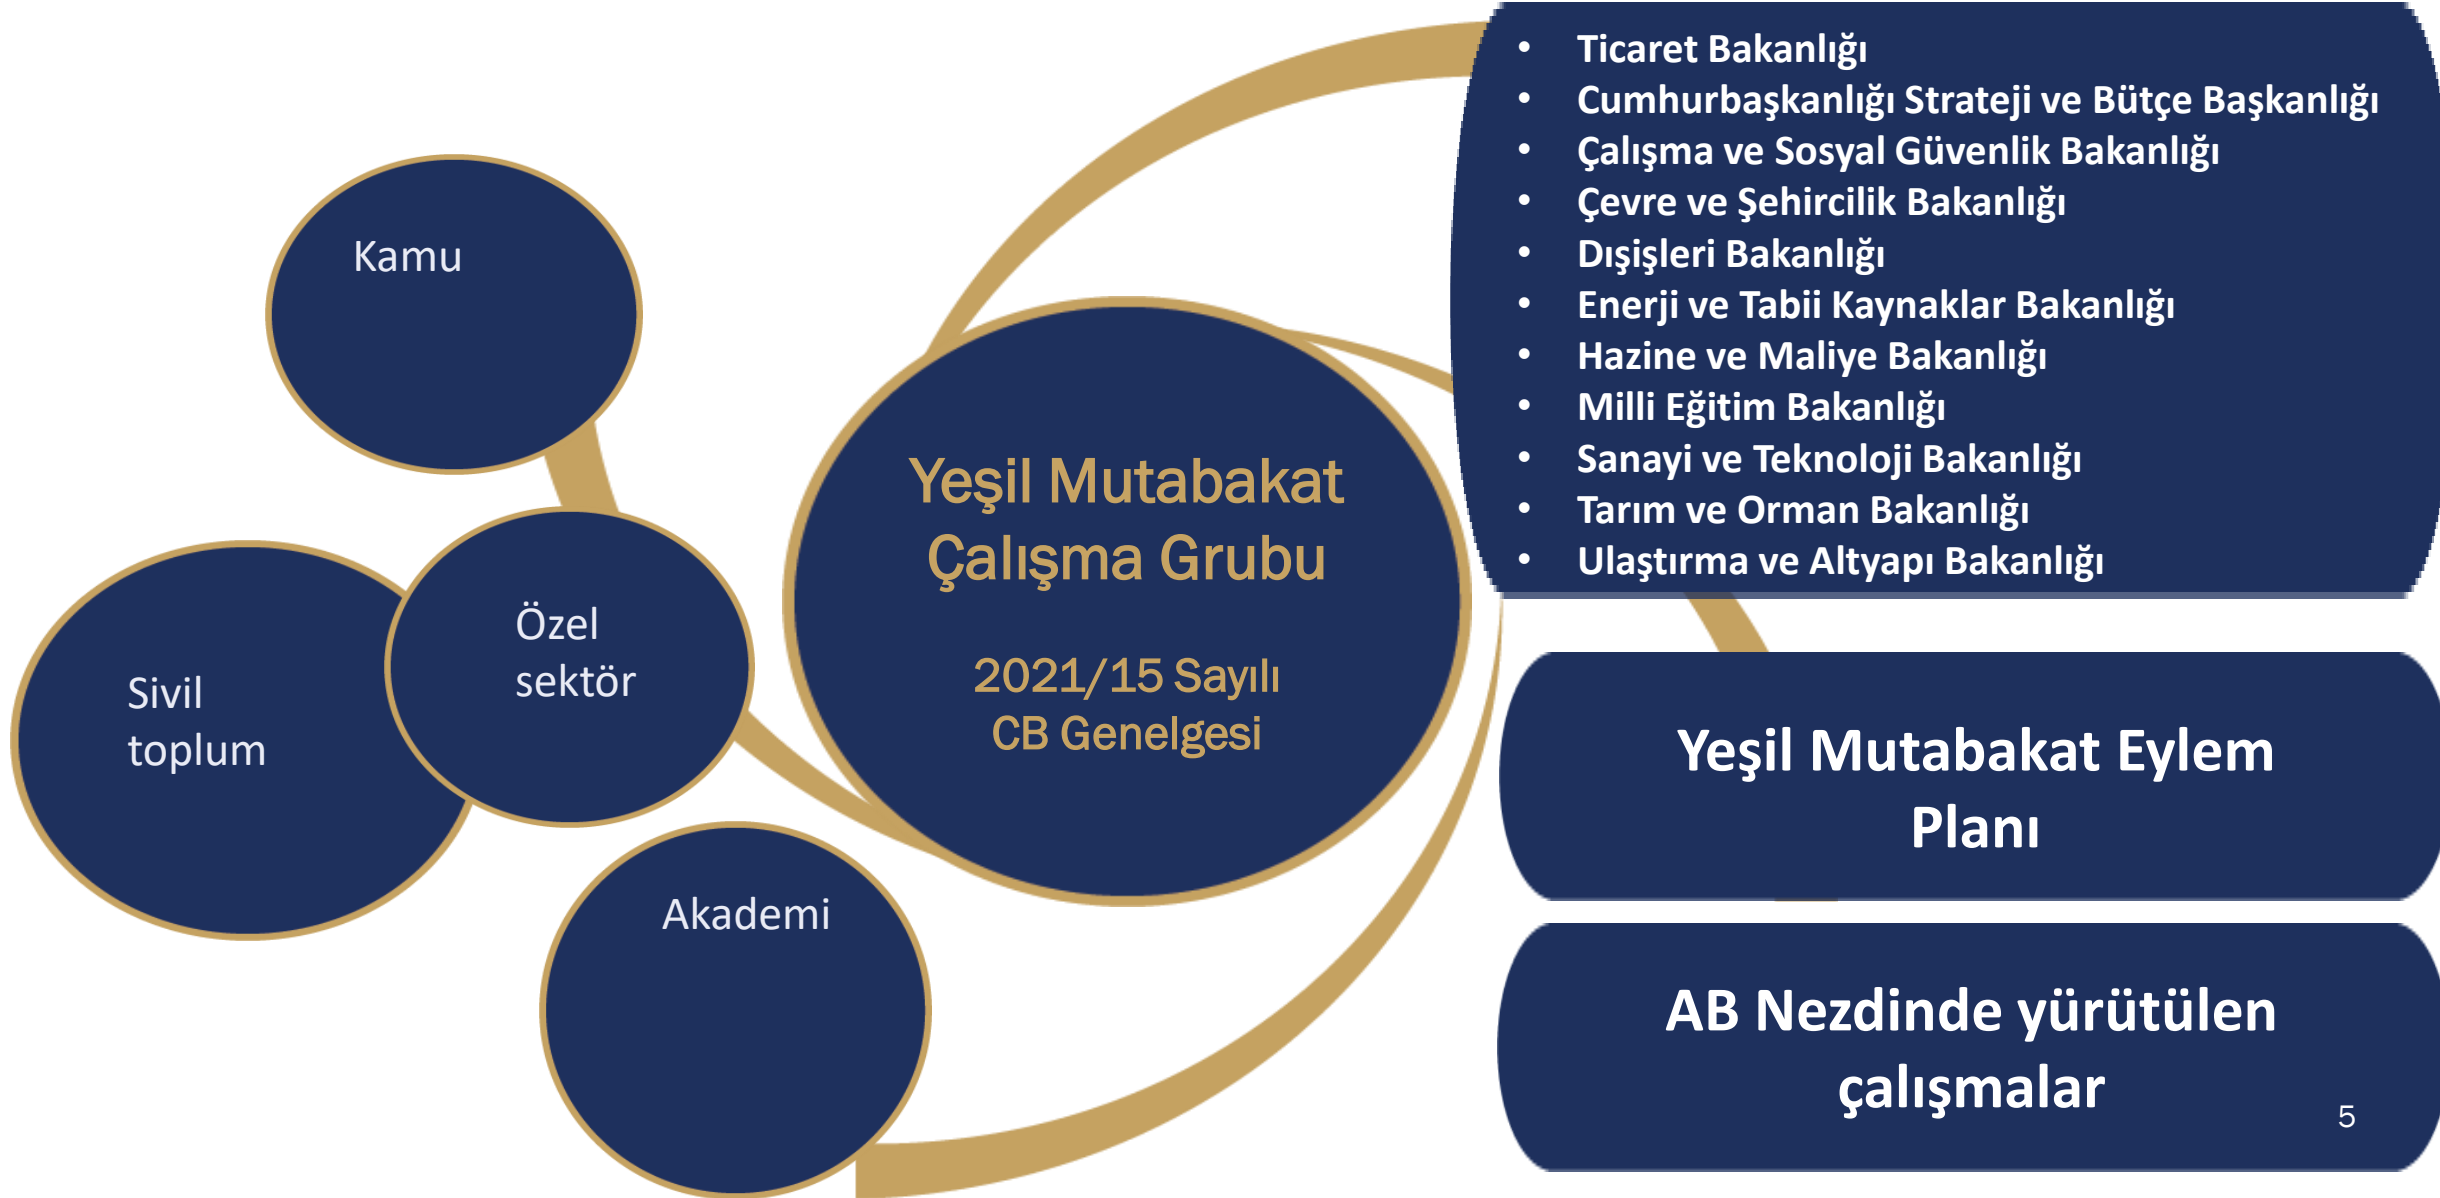 Kamu
Sivil
toplum
Özel
sektör
Akademi
Yeşil Mutabakat
Çalışma Grubu
2021/15 Sayılı
CB Genelgesi
• Ticaret Bakanlığı
• Cumhurbaşkanlığı Strateji ve Bütçe Başkanlığı
• Çalışma ve Sosyal Güvenlik Bakanlığı
• Çevre ve Şehircilik Bakanlığı
• Dışişleri Bakanlığı
• Enerji ve Tabii Kaynaklar Bakanlığı
• Hazine ve Maliye Bakanlığı
• Milli Eğitim Bakanlığı
• Sanayi ve Teknoloji Bakanlığı
• Tarım ve Orman Bakanlığı
• Ulaştırma ve Altyapı Bakanlığı
Yeşil Mutabakat Eylem
Planı
AB Nezdinde yürütülen
çalışmalar
5